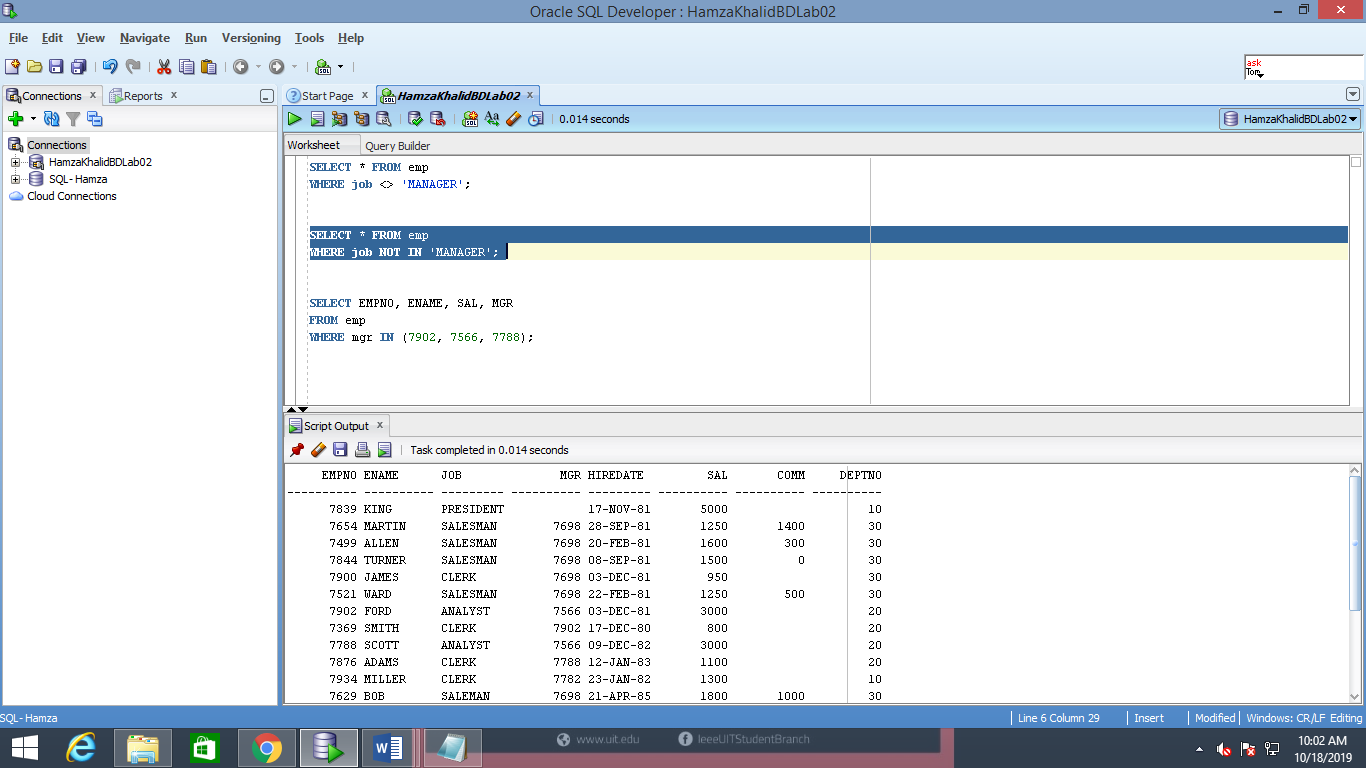 Oracle SQL Developer : HamzaKhalidBDLab02
File Edit View Navigate Run Versioning Tools Help
ask
Tom
Connections
Reports
Start Page
HamzaKhalidBDLab02
0.014 seconds
HamzaKhalidBDLab02
Connections
HamzaKhalidBDLab02
SQL- Hamza
Cloud Connections
Worksheet Query Builder
SELECT * FROM emp
WHERE job <> 'MANAGER';
SELECT * FROM emp
WHERE job NOT IN 'MANAGER';
SELECT EMPNO, ENAME, SAL, MGR
FROM emp
WHERE mgr IN (7902, 7566, 7788);
Script Output
Task completed in 0.014 seconds
EMPNO ENAME JOB MGR HIREDATE SAL COMM DEPTNO
---------- ---------- --------- ---------- --------- ---------- ---------- ----------
7839 KING PRESIDENT 17-NOV-81 5000 10
7654 MARTIN SALESMAN 7698 28-SEP-81 1250 1400 30
7499 ALLEN SALESMAN 7698 20-FEB-81 1600 300 30
7844 TURNER SALESMAN 7698 08-SEP-81 1500 0 30
7900 JAMES CLERK 7698 03-DEC-81 950 30
7521 WARD SALESMAN 7698 22-FEB-81 1250 500 30
7902 FORD ANALYST 7566 03-DEC-81 3000 20
7369 SMITH CLERK 7902 17-DEC-80 800 20
7788 SCOTT ANALYST 7566 09-DEC-82 3000 20
7876 ADAMS CLERK 7788 12-JAN-83 1100 20
7934 MILLER CLERK 7782 23-JAN-82 1300 10
7629 BOB SALEMAN 7698 21-APR-85 1800 1000 30
SQL- Hamza
Line 6 Column 29 Insert Modified Windows: CR/LF Editing
www.uit.edu
IeeeUITStudentBranch
10:02 AM
10/18/2019